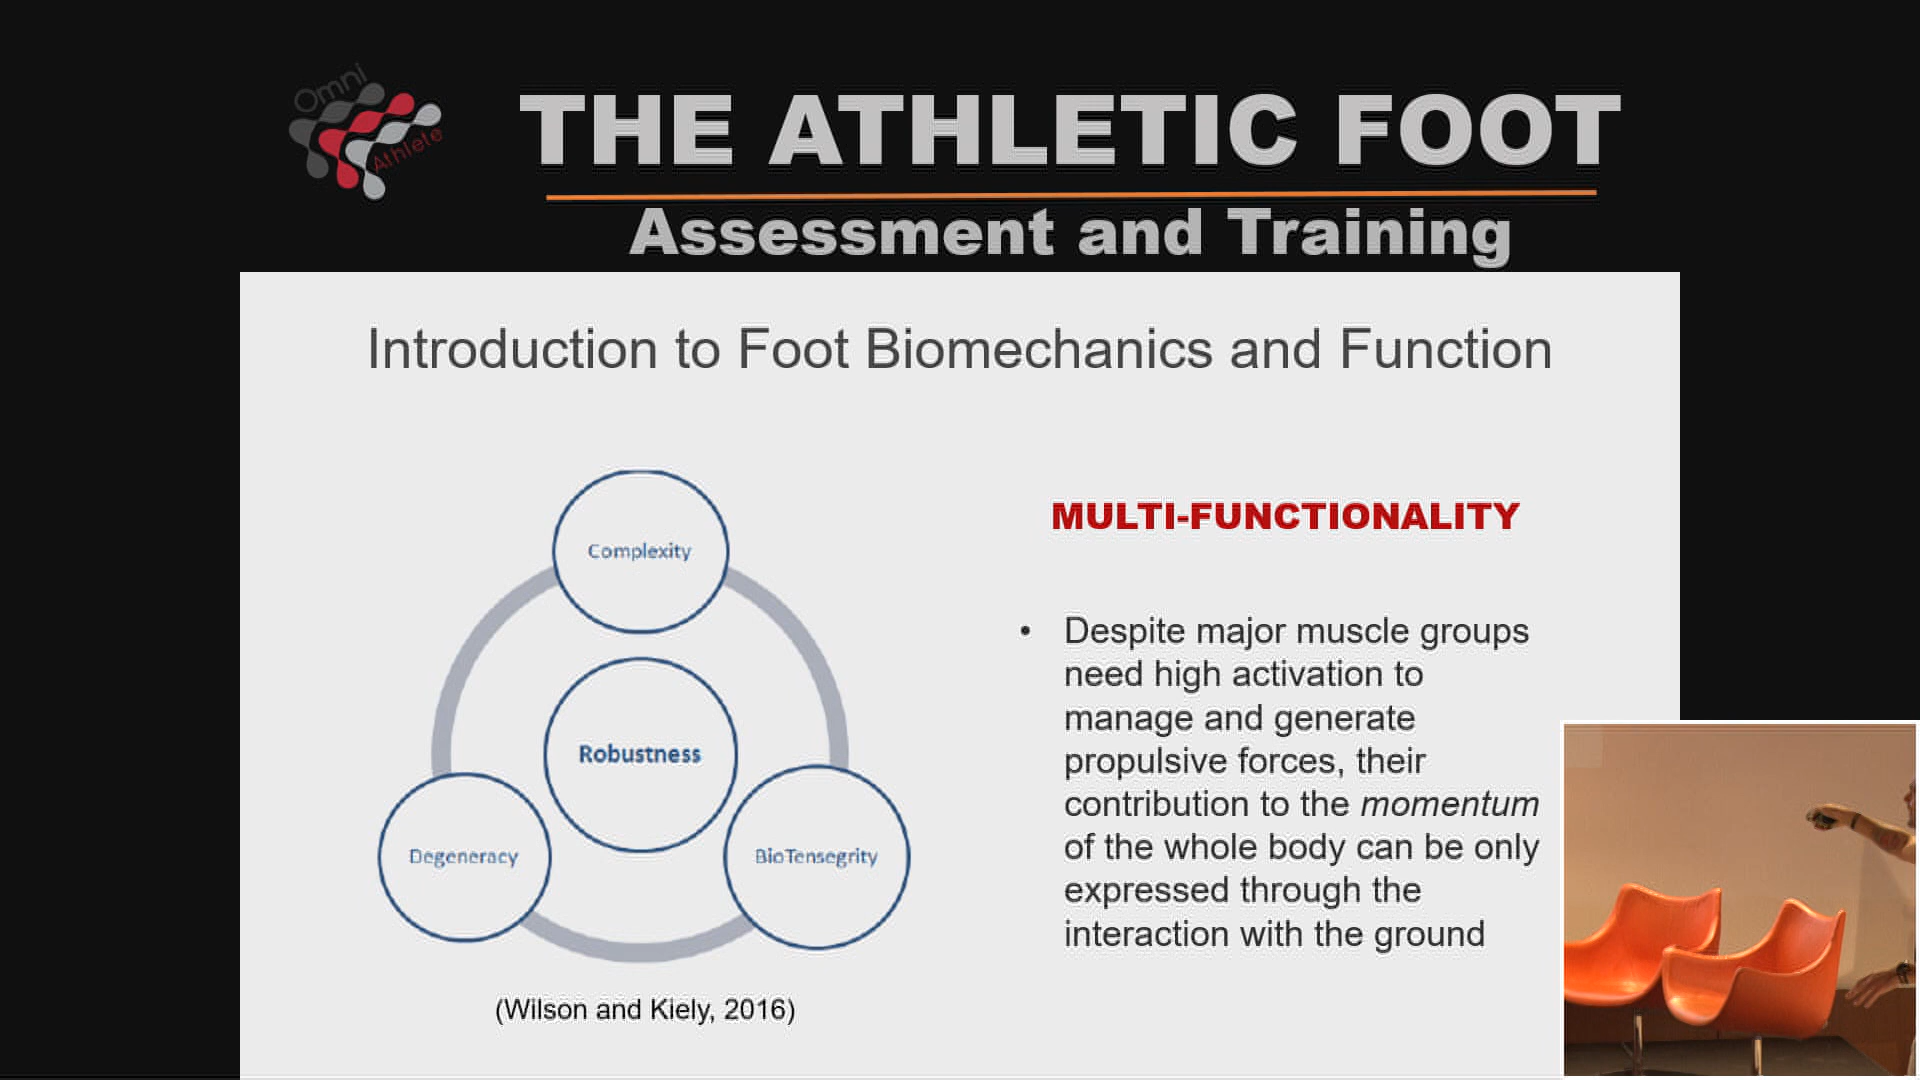 Omni
Athlete
THE ATHLETIC FOOT
Assessment and Training
Introduction to Foot Biomechanics and Function
Complexity
Robustness
Degeneracy
BioTensegrity
(Wilson and Kiely, 2016)
MULTI-FUNCTIONALITY
• Despite major muscle groups
need high activation to
manage and generate
propulsive forces, their
contribution to the momentum
of the whole body can be only
expressed through the
interaction with the ground